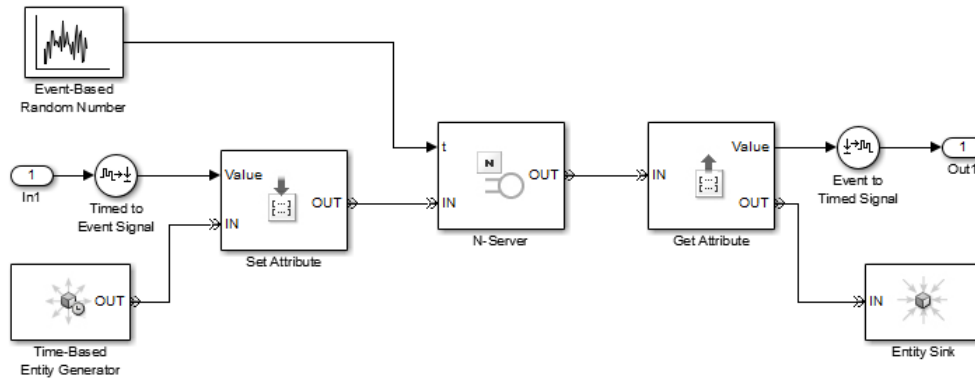 Event-Based
Random Number
1
In1
Timed to
Event Signal
Value
IN
OUT
Set Attribute
OUT
Time-Based
Entity Generator
t
N
IN
OUT
N-Server
IN
Value
[...]
OUT
Get Attribute
[...]
Event to
Timed Signal
1
Out1
IN
Entity Sink